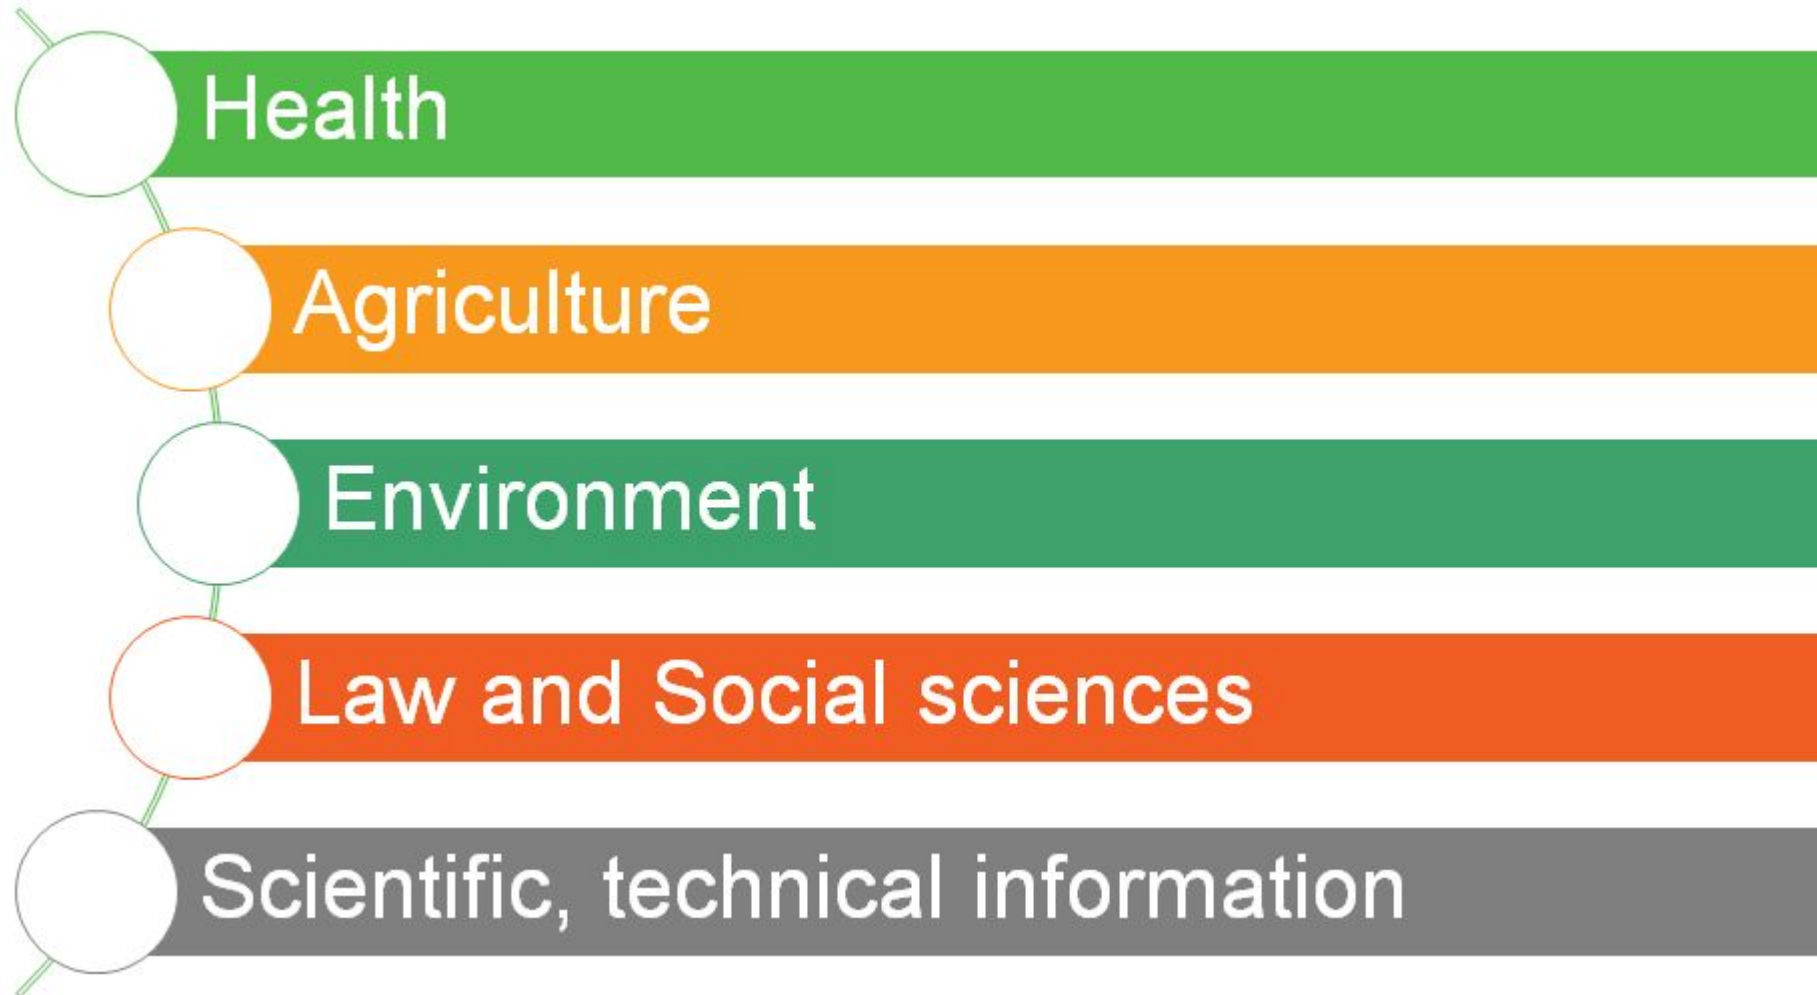 Health
Agriculture
Environment
Law and Social sciences
Scientific, technical information